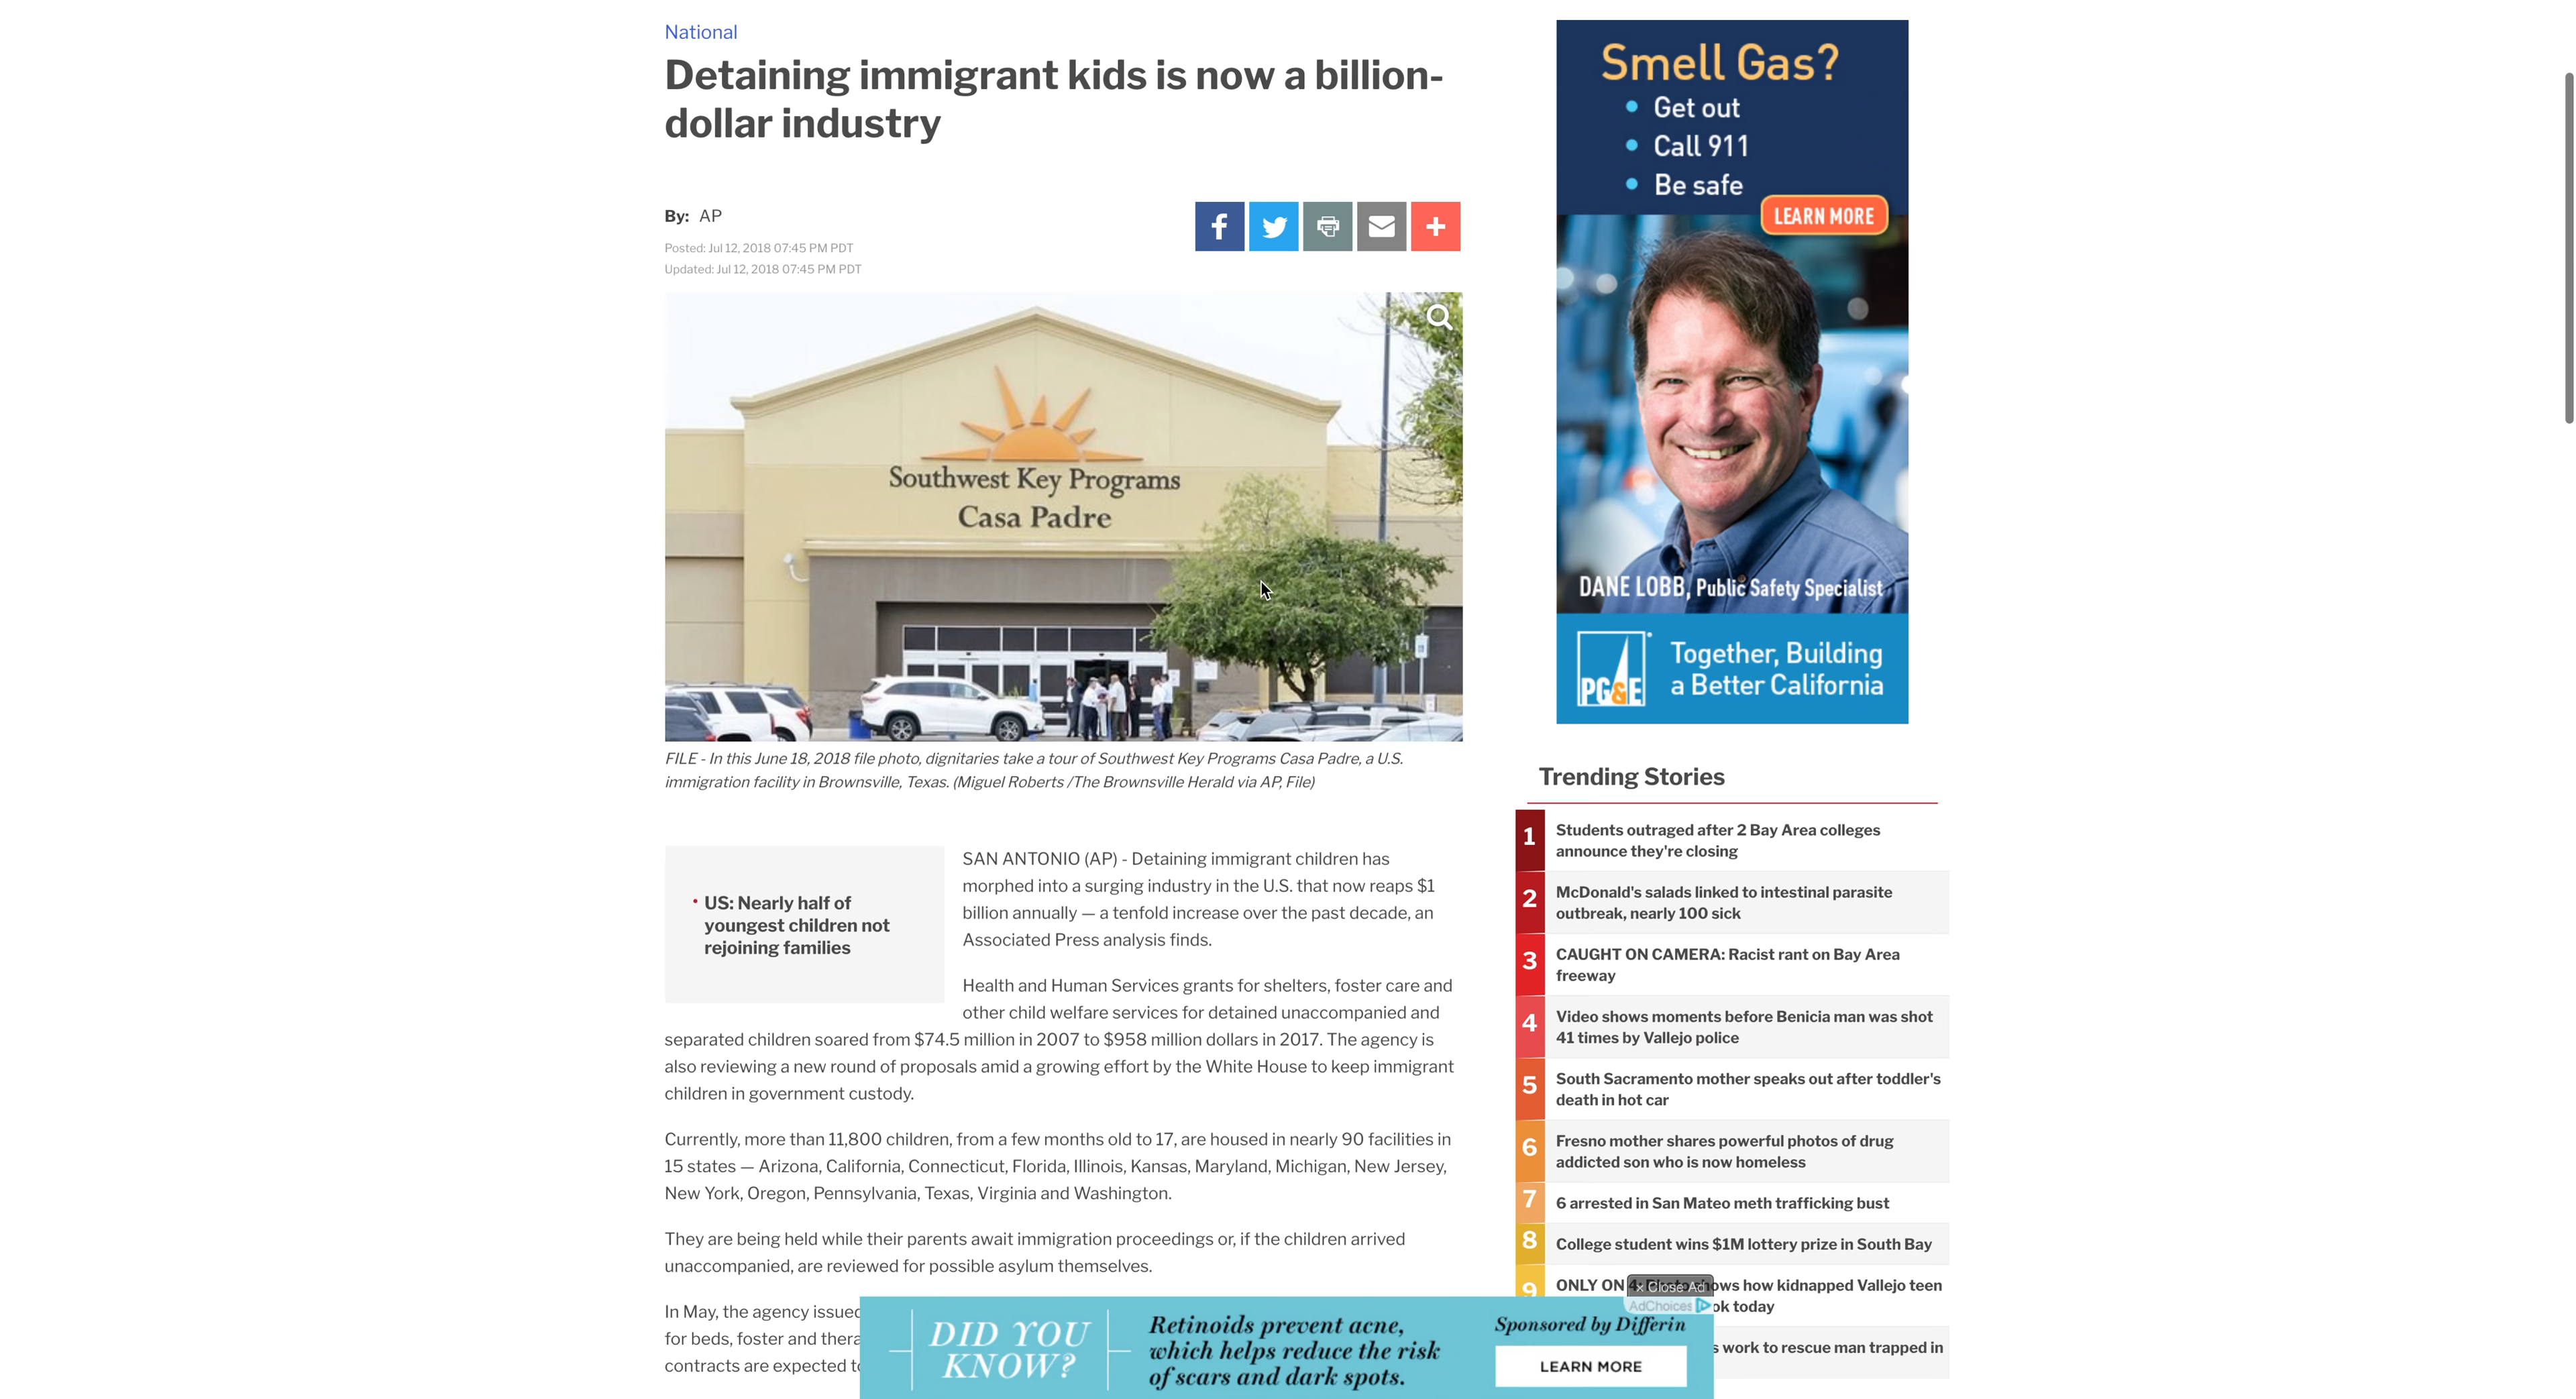 National
Detaining immigrant kids is now a billion-
dollar industry
By: AP
Posted: Jul 12, 2018 07:45 PM PDT
Updated: Jul 12, 2018 07:45 PM PDT
Southwest Key Programs
Casa Padre
FILE - In this June 18, 2018 file photo, dignitaries take a tour of Southwest Key Programs Casa Padre, a U.S.
immigration facility in Brownsville, Texas. (Miguel Roberts /The Brownsville Herald via AP, File)
• US: Nearly half of
youngest children not
rejoining families
SAN ANTONIO (AP) - Detaining immigrant children has
morphed into a surging industry in the U.S. that now reaps $1
billion annually — a tenfold increase over the past decade, an
Associated Press analysis finds.
Health and Human Services grants for shelters, foster care and
other child welfare services for detained unaccompanied and
separated children soared from $74.5 million in 2007 to $958 million dollars in 2017. The agency is
also reviewing a new round of proposals amid a growing effort by the White House to keep immigrant
children in government custody.
Currently, more than 11,800 children, from a few months old to 17, are housed in nearly 90 facilities in
15 states — Arizona, California, Connecticut, Florida, Illinois, Kansas, Maryland, Michigan, New Jersey,
New York, Oregon, Pennsylvania, Texas, Virginia and Washington.
They are being held while their parents await immigration proceedings or, if the children arrived
unaccompanied, are reviewed for possible asylum themselves.
In May, the agency issued
for beds, foster and
contracts are expected
Smell Gas?
• Get out
• Call 911
• Be safe
LEARN MORE
DANE LOBB, Public Safety Specialist
PG&E
Together, Building
a Better California
Trending Stories
1
Students outraged after 2 Bay Area colleges
announce they're closing
2
McDonald's salads linked to intestinal parasite
outbreak, nearly 100 sick
3
CAUGHT ON CAMERA: Racist rant on Bay Area
freeway
4
Video shows moments before Benicia man was shot
41 times by Vallejo police
5
South Sacramento mother speaks out after toddler's
death in hot car
6
Fresno mother shares powerful photos of drug
addicted son who is now homeless
7
6 arrested in San Mateo meth trafficking bust
8
College student wins $1M lottery prize in South Bay
9
ONLY ON 4: Photo shows how kidnapped Vallejo teen
today
work to rescue man trapped in
× Close Ad
AdChoices
DID YOU
KNOW?
Retinoids prevent acne,
which helps reduce the risk
of scars and dark spots.
Sponsored by Differin
LEARN MORE